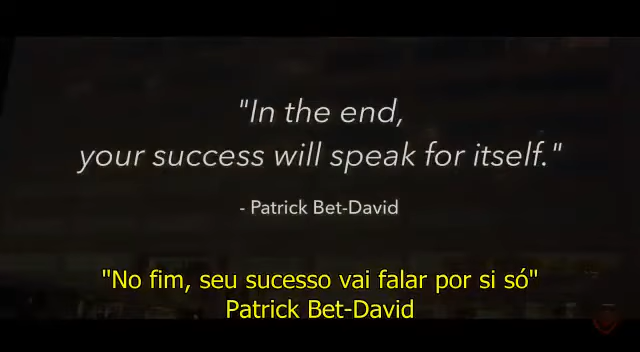 "In the end,
your success will speak for itself."
- Patrick Bet-David
"No fim, seu sucesso vai falar por si só"
Patrick Bet-David